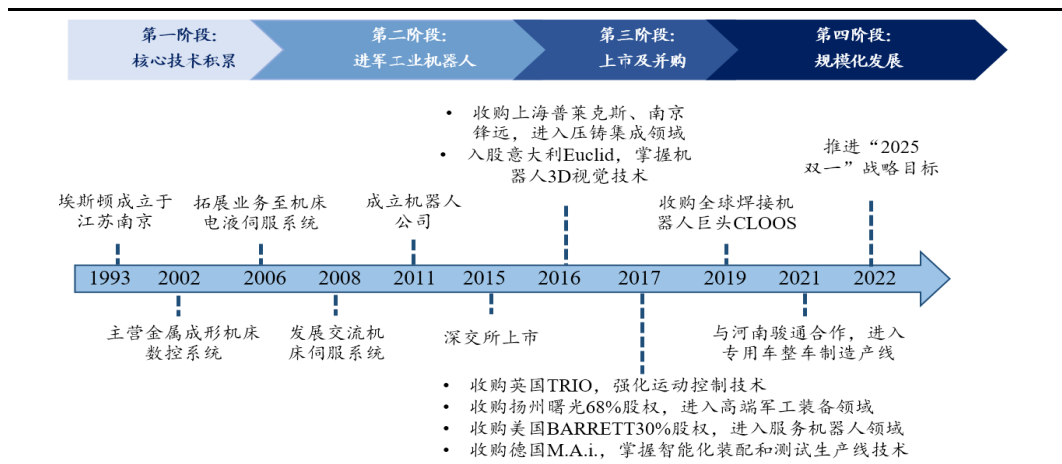 第一阶段:
核心技术积累
第二阶段:
进军工业机器人
第三阶段:
上市及并购
第四阶段:
规模化发展
• 收购上海普莱克斯、南京
锋远，进入压铸集成领域
• 入股意大利Euclid，掌握机
器人3D视觉技术
推进“2025
双一”战略目标
埃斯顿成立于
江苏南京
拓展业务至机床
电液伺服系统
成立机器人
公司
收购全球焊接机
器人巨头CLOOS
1993 2002 2006 2008 2011 2015 2016 2017 2019 2021 2022
主营金属成形机床
数控系统
发展交流机
床伺服系统
深交所上市
与河南骏通合作，进入
专用车整车制造产线
• 收购英国TRIO，强化运动控制技术
• 收购扬州曙光68%股权，进入高端军工装备领域
• 收购美国BARRETT30%股权，进入服务机器人领域
• 收购德国M.A.i.，掌握智能化装配和测试生产线技术